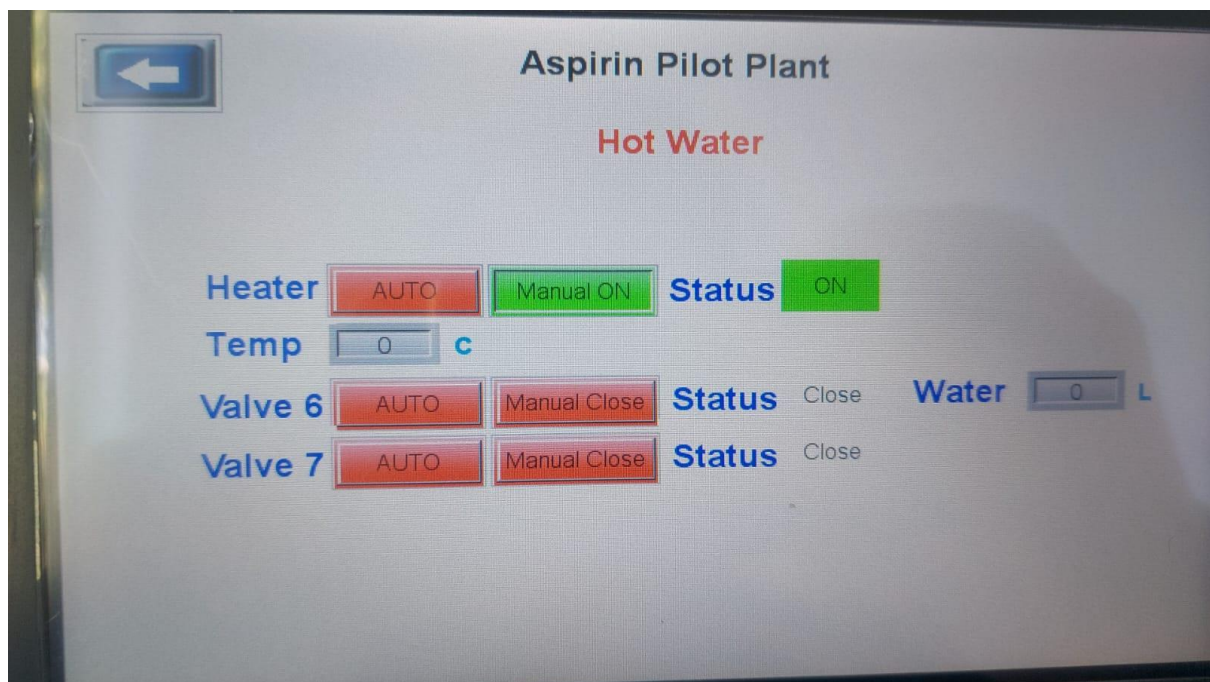 Aspirin Pilot Plant
Hot Water
Heater AUTO Manual ON Status ON
Temp 0 C
Valve 6 AUTO Manual Close Status Close Water 0 L
Valve 7 AUTO Manual Close Status Close